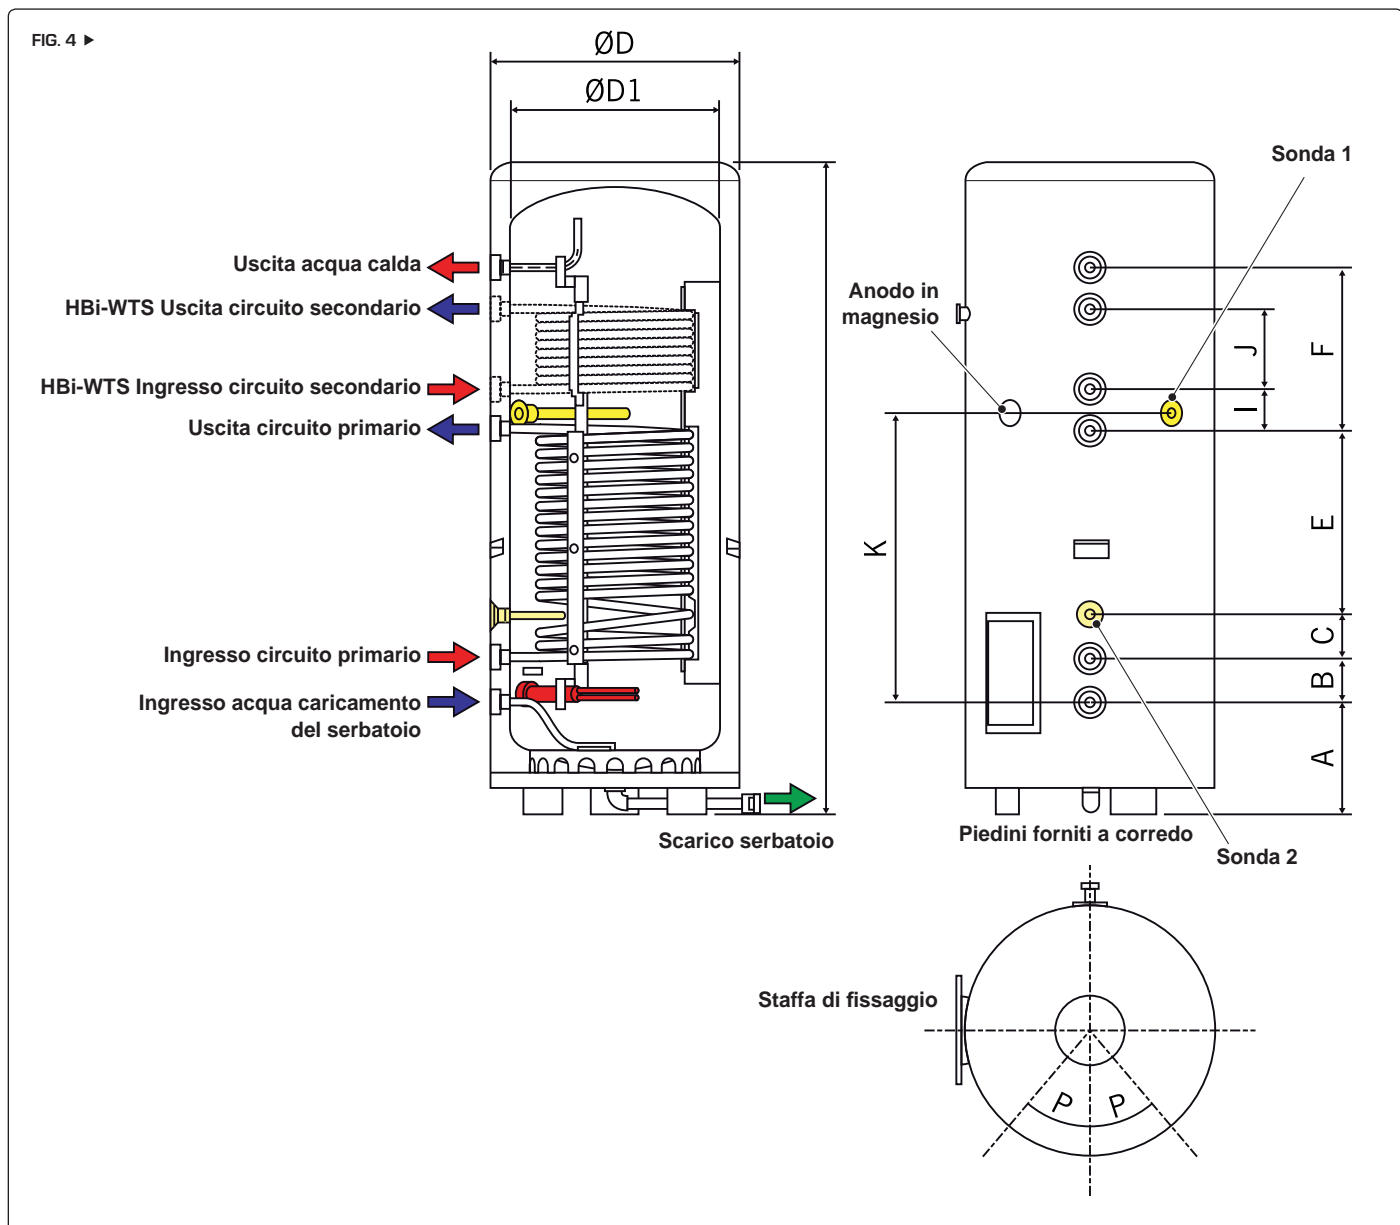 FIG. 4 ►
ØD
ØD1
Sonda 1
Uscita acqua calda
HBi-WTS Uscita circuito secondario
HBi-WTS Ingresso circuito secondario
Uscita circuito primario
Anodo in
magnesio
J
F
I
K
E
C
B
A
Ingresso circuito primario
Ingresso acqua caricamento
del serbatoio
Scarico serbatoio
Piedini forniti a corredo
Sonda 2
Staffa di fissaggio
P
P